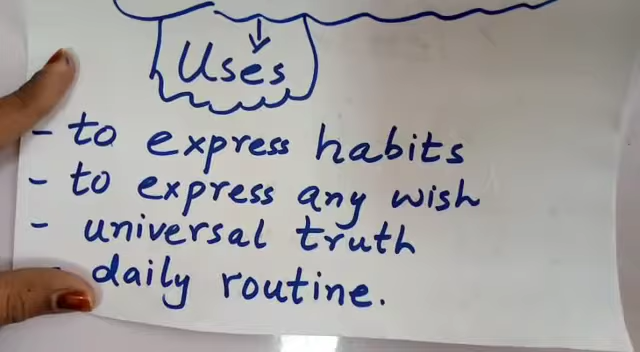 Uses
- to express habits
- to express any wish
- universal truth
- daily routine.